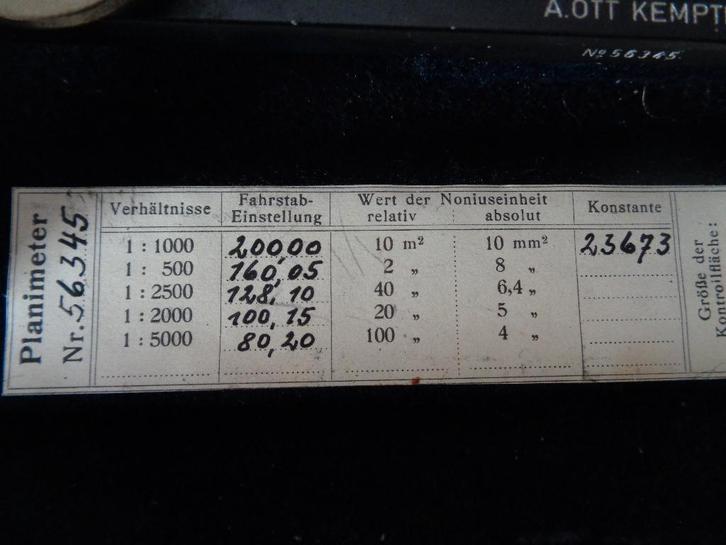 A.OTT KEMPT
No 56345
Planimeter
Nr. 56345
Verhältnisse Fahrstab-Einstellung Wert der Noniuseinheit relativ absolut Konstante
1 : 1000 200,00 10 m² 10 mm² 23673
1 : 500 160,05 2 „ 8 „
1 : 2500 128,10 40 „ 6,4 „
1 : 2000 100,15 20 „ 5 „
1 : 5000 80,20 100 „ 4 „
Größe der
Kontrollfläche: